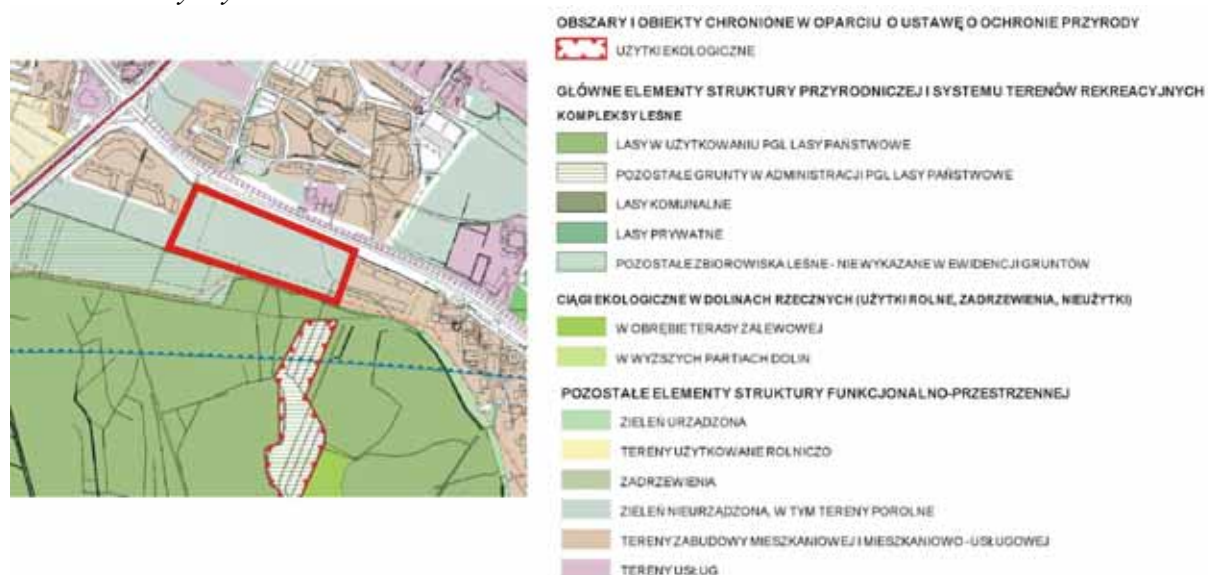 OBSZARY I OBIEKTY CHRONIONE W OPARCIU O USTAWĘ O OCHRONIE PRZYRODY
UŻYTKI EKOLOGICZNE
GŁÓWNE ELEMENTY STRUKTURY PRZYRODNICZEJ I SYSTEMU TERENÓW REKREACYJNYCH
KOMPLEKSY LEŚNE
LASY W UŻYTKOWANIU PGL LASY PAŃSTWOWE
POZOSTAŁE GRUNTY W ADMINISTRACJI PGL LASY PAŃSTWOWE
LASY KOMUNALNE
LASY PRYWATNE
POZOSTAŁE ZBIOROWISKA LEŚNE - NIE WYKAZANE W EWIDENCJI GRUNTÓW
CIĄGI EKOLOGICZNE W DOLINACH RZECZNYCH (UŻYTKI ROLNE, ZADRZEWIENIA, NIEUŻYTKI)
W OBRĘBIE TERASY ZALEWOWEJ
W WYŻSZYCH PARTIACH DOLIN
POZOSTAŁE ELEMENTY STRUKTURY FUNKCJONALNO-PRZESTRZENNEJ
ZIELEŃ URZĄDZONA
TERENY UŻYTKOWANE ROLNICZO
ZADRZEWIENIA
ZIELEŃ NIEURZĄDZONA, W TYM TERENY POROLNE
TERENY ZABUDOWY MIESZKANIOWEJ I MIESZKANIOWO - USŁUGOWEJ
TERENY USŁUG